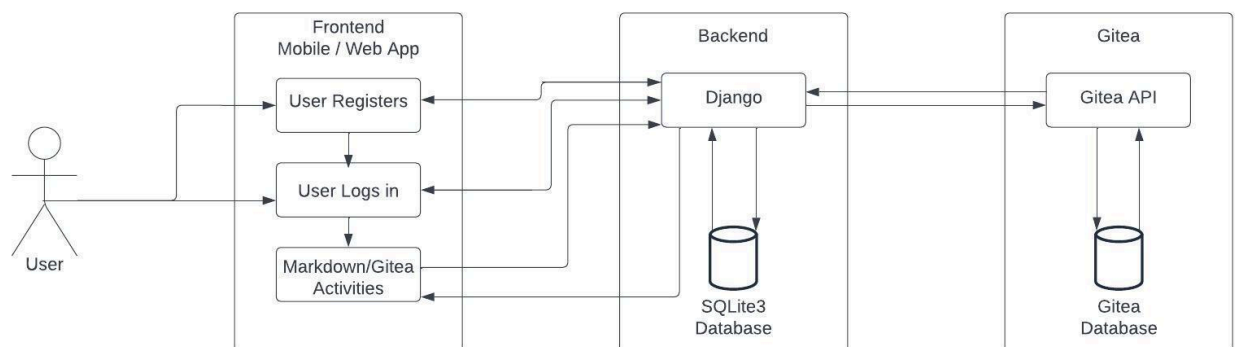 Frontend
Mobile / Web App
User Registers
User Logs in
Markdown/Gitea
Activities
User
Backend
Django
SQLite3
Database
Gitea
Gitea API
Gitea
Database